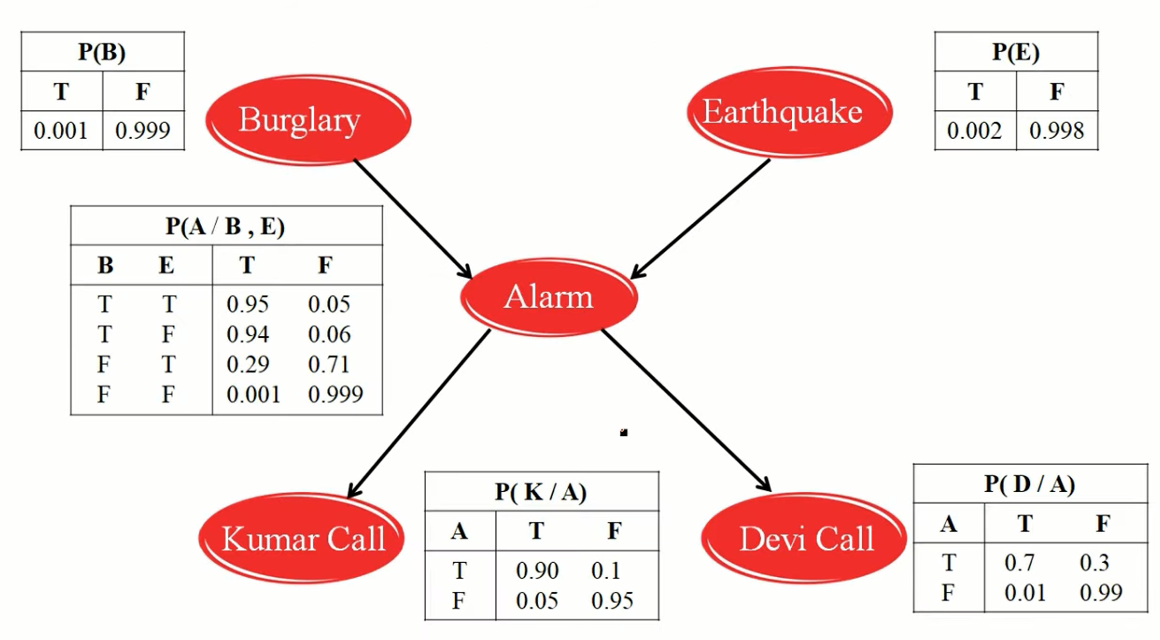 P(B)
T F
0.001 0.999
Burglary
Earthquake
P(E)
T F
0.002 0.998
P(A / B , E)
B E T F
T T 0.95 0.05
T F 0.94 0.06
F T 0.29 0.71
F F 0.001 0.999
Alarm
Kumar Call
P( K / A)
A T F
T 0.90 0.1
F 0.05 0.95
Devi Call
P( D / A)
A T F
T 0.7 0.3
F 0.01 0.99